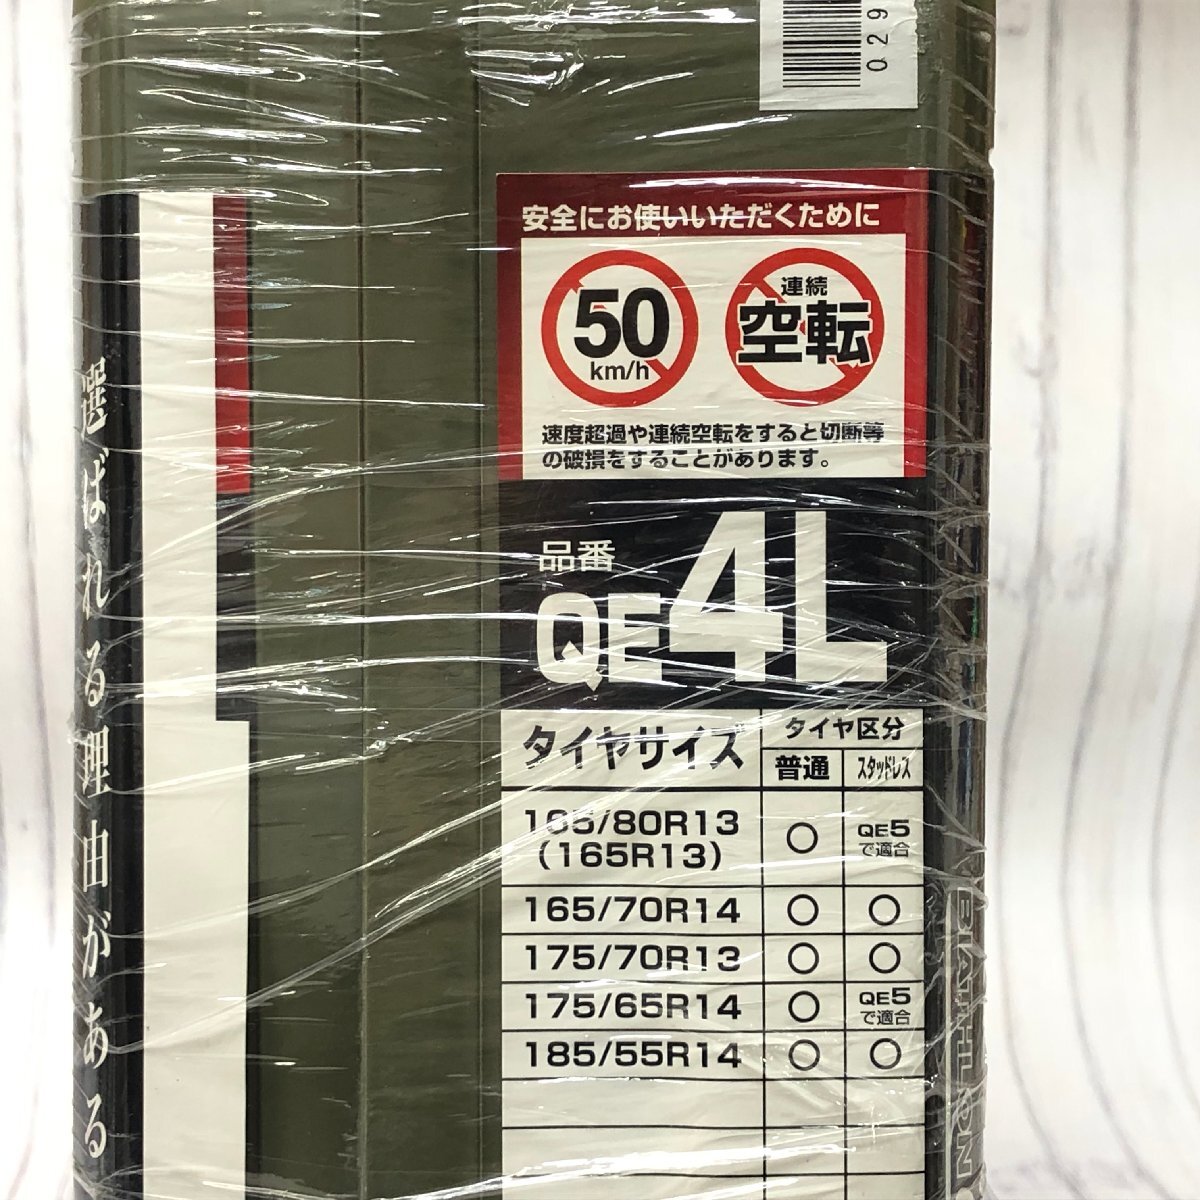 029
安全にお使いいただくために
50
km/h
連続
空転
速度超過や連続空転をすると切断等
の破損をすることがあります。
品番
QE4L
タイヤサイズ
タイヤ区分
普通
スタッドレス
165/80R13
(165R13)
○
QE5
で適合
165/70R14 ○ ○
175/70R13 ○ ○
175/65R14 ○
QE5
で適合
185/55R14 ○ ○
選ばれる理由がある
BIATHLON